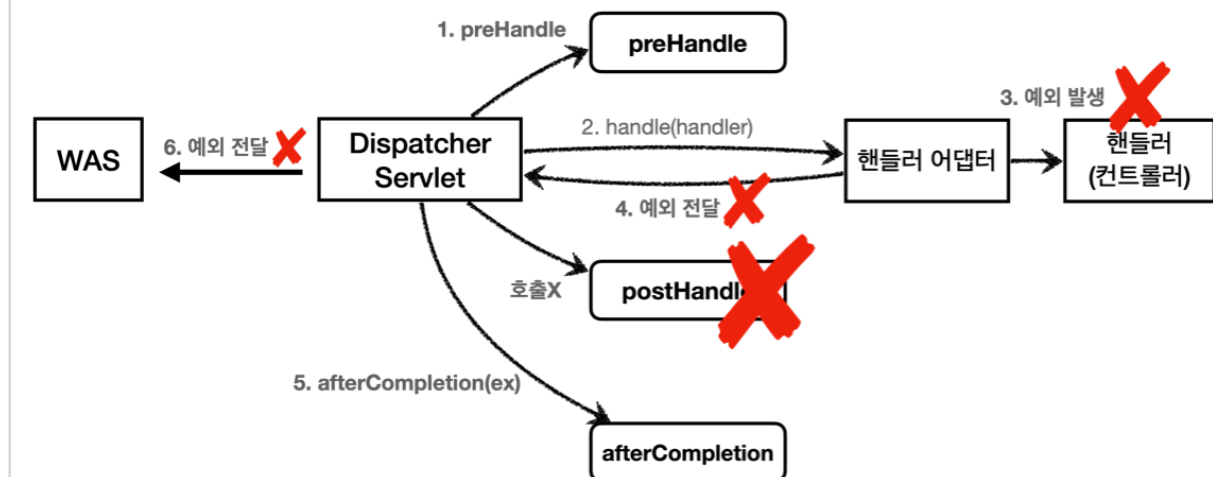 1. preHandle
preHandle
3. 예외 발생
WAS
6. 예외 전달
Dispatcher
Servlet
2. handle(handler)
핸들러 어댑터
핸들러
(컨트롤러)
4. 예외 전달
호출X
postHandle
5. afterCompletion(ex)
afterCompletion